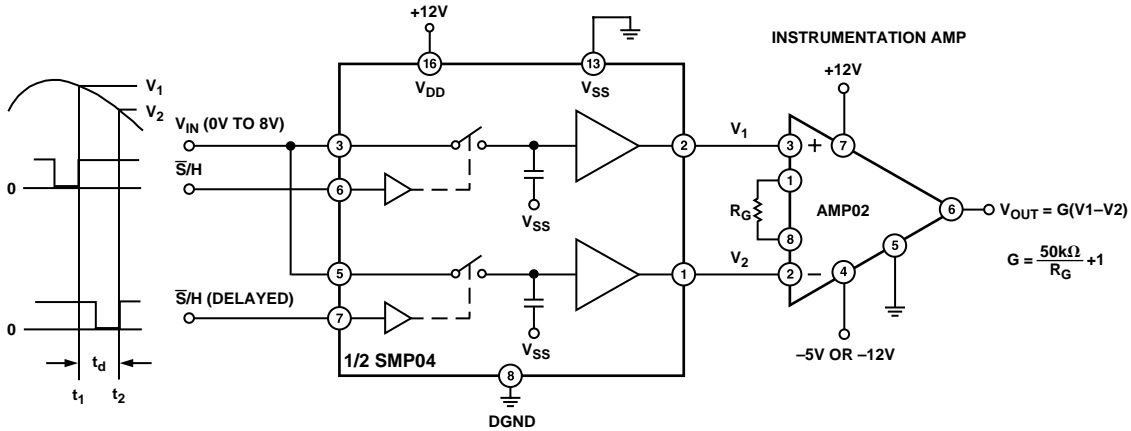 +12V
INSTRUMENTATION AMP
16
13
+12V
V1
VDD
VSS
V2
VIN (0V TO 8V)
3
2
V1
3
+
7
S̅/H
0
6
VSS
1
RG
AMP02
8
6
VOUT = G(V1–V2)
5
1
V2
2
–
4
5
G = 50kΩ/RG +1
S̅/H (DELAYED)
0
7
VSS
–5V OR –12V
td
1/2 SMP04
8
t1
t2
DGND